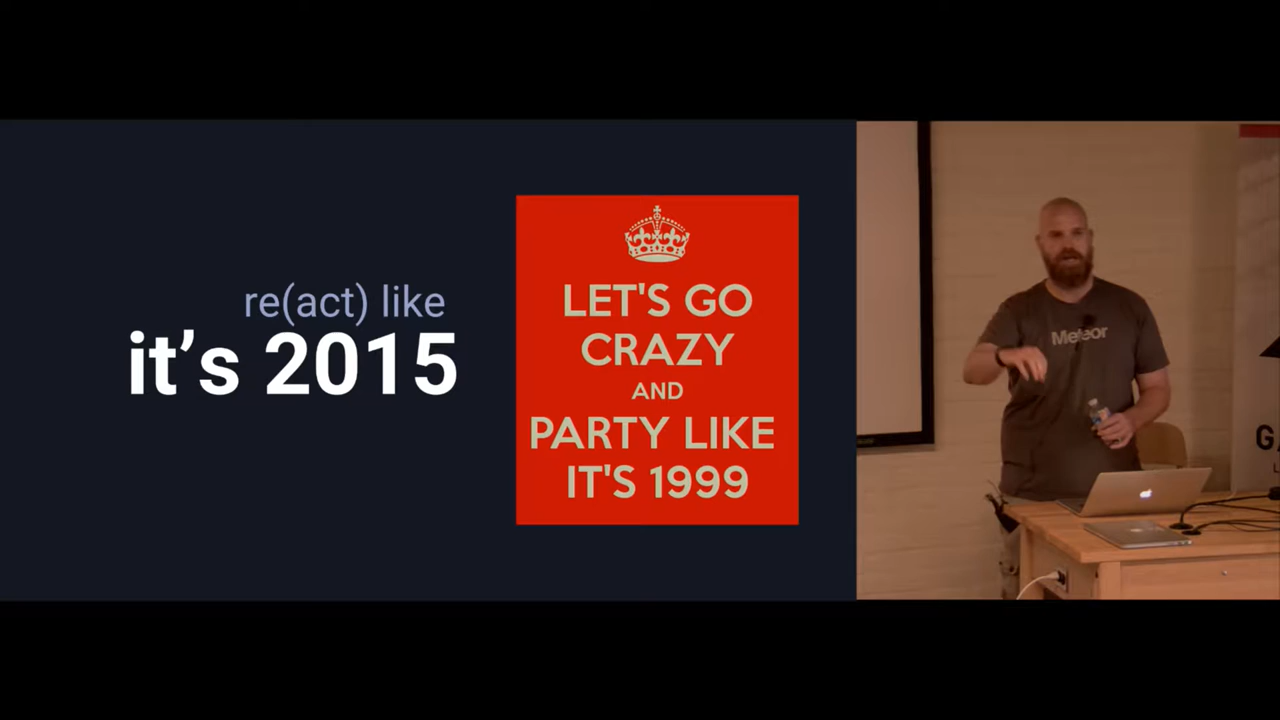 re(act) like
it's 2015
LET'S GO
CRAZY
AND
PARTY LIKE
IT'S 1999
Meteor
G